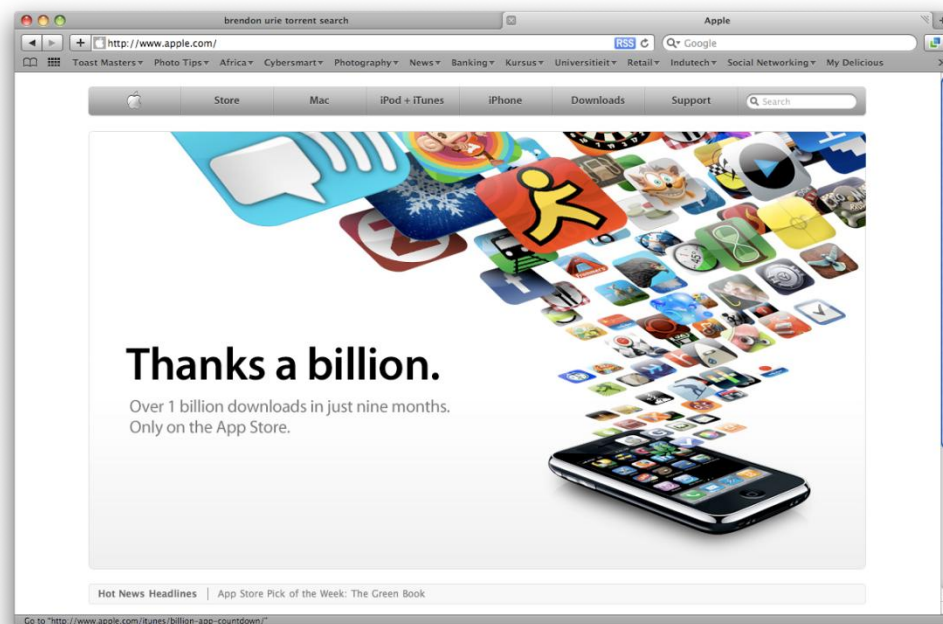 brendon urie torrent search
Apple
http://www.apple.com/
RSS
Google
Toast Masters Photo Tips Africa Cybersmart Photography News Banking Kursus Universitieit Retail Indutech Social Networking My Delicious
Store Mac iPod + iTunes iPhone Downloads Support Search
Thanks a billion.
Over 1 billion downloads in just nine months.
Only on the App Store.
Hot News Headlines App Store Pick of the Week: The Green Book
Go to "http://www.apple.com/itunes/billion-app-countdown/"